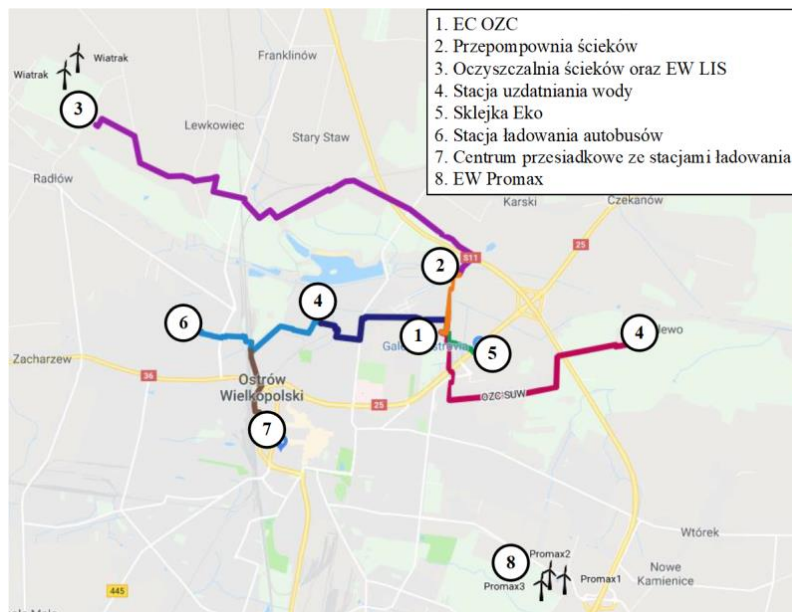 1. EC OZC
2. Przepompownia ścieków
3. Oczyszczalnia ścieków oraz EW LIS
4. Stacja uzdatniania wody
5. Sklejka Eko
6. Stacja ładowania autobusów
7. Centrum przesiadkowe ze stacjami ładowania
8. EW Promax
Wiatrak
Wiatrak
Franklinów
3
Lewkowiec
Stary Staw
Radłów
Karski
Czekanów
25
2
S11
4
6
1
5
4
Zacharzew
36
Ostrów
Wielkopolski
25
OZC SUW
7
Wtórek
8
Promax2
Promax3
Promax1
Nowe
Kamienice
445